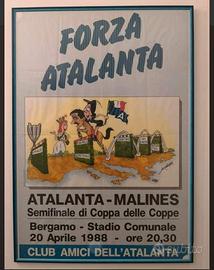 FORZA
ATALANTA
ATALANTA - MALINES
Semifinale di Coppa delle Coppe
Bergamo - Stadio Comunale
20 Aprile 1988 - ore 20,30
CLUB AMICI DELL'ATALANTA
subito